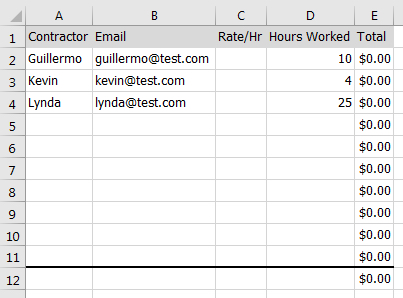 A B C D E
1 Contractor Email Rate/Hr Hours Worked Total
2 Guillermo guillermo@test.com 10 $0.00
3 Kevin kevin@test.com 4 $0.00
4 Lynda lynda@test.com 25 $0.00
5 $0.00
6 $0.00
7 $0.00
8 $0.00
9 $0.00
10 $0.00
11 $0.00
12 $0.00